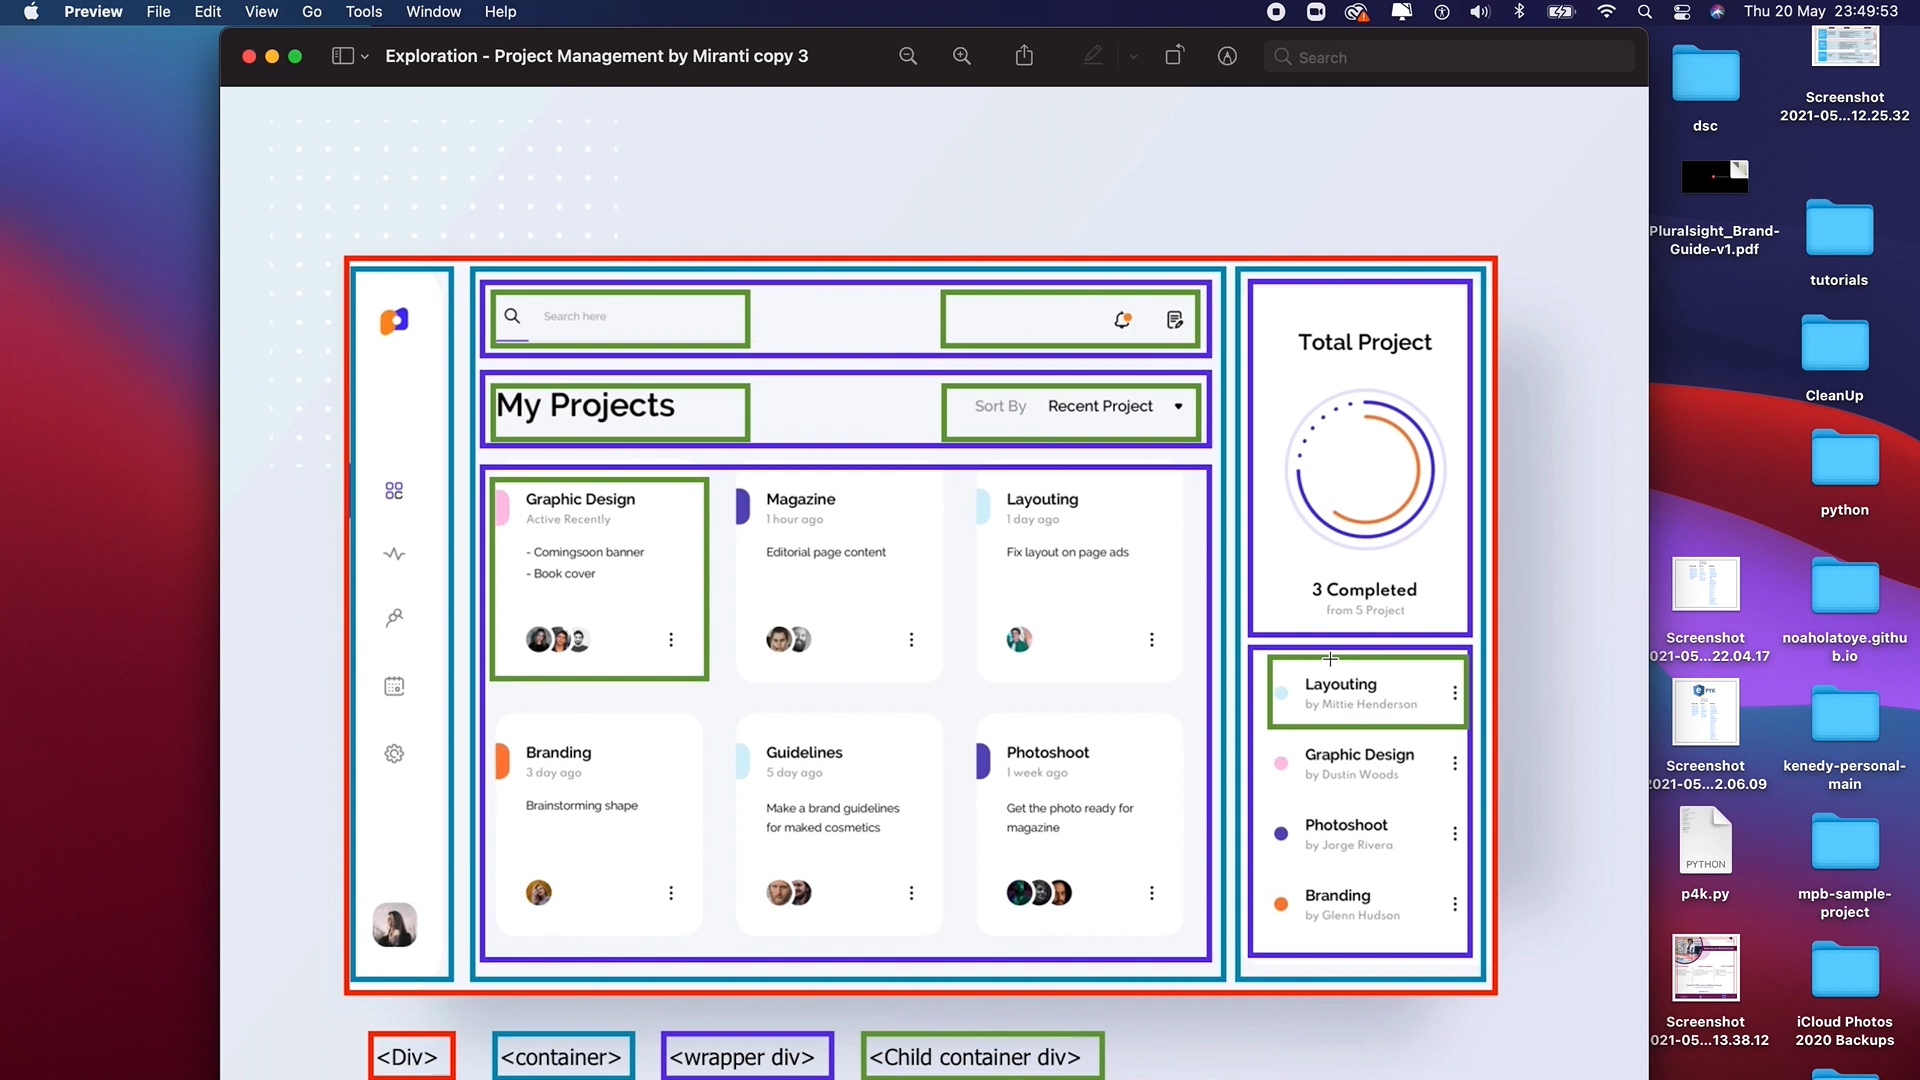 Preview File Edit View Go Tools Window Help Thu 20 May 23:49:53
Exploration - Project Management by Miranti copy 3
Search
Search here
My Projects
Sort By Recent Project
Graphic Design
Active Recently
- Comingsoon banner
- Book cover
Magazine
1 hour ago
Editorial page content
Layouting
1 day ago
Fix layout on page ads
Branding
3 day ago
Brainstorming shape
Guidelines
5 day ago
Make a brand guidelines
for maked cosmetics
Photoshoot
1 week ago
Get the photo ready for
magazine
Total Project
3 Completed
from 5 Project
Layouting
by Mittie Henderson
Graphic Design
by Dustin Woods
Photoshoot
by Jorge Rivera
Branding
by Glenn Hudson
<Div>
<container>
<wrapper div>
<Child container div>
dsc
Screenshot
2021-05...12.25.32
Pluralsight_Brand-
Guide-v1.pdf
tutorials
CleanUp
python
Screenshot
021-05...22.04.17
noaholatoye.githu
b.io
Screenshot
2021-05...2.06.09
kenedy-personal-
main
PYTHON
p4k.py
mpb-sample-
project
Screenshot
021-05...13.38.12
iCloud Photos
2020 Backups